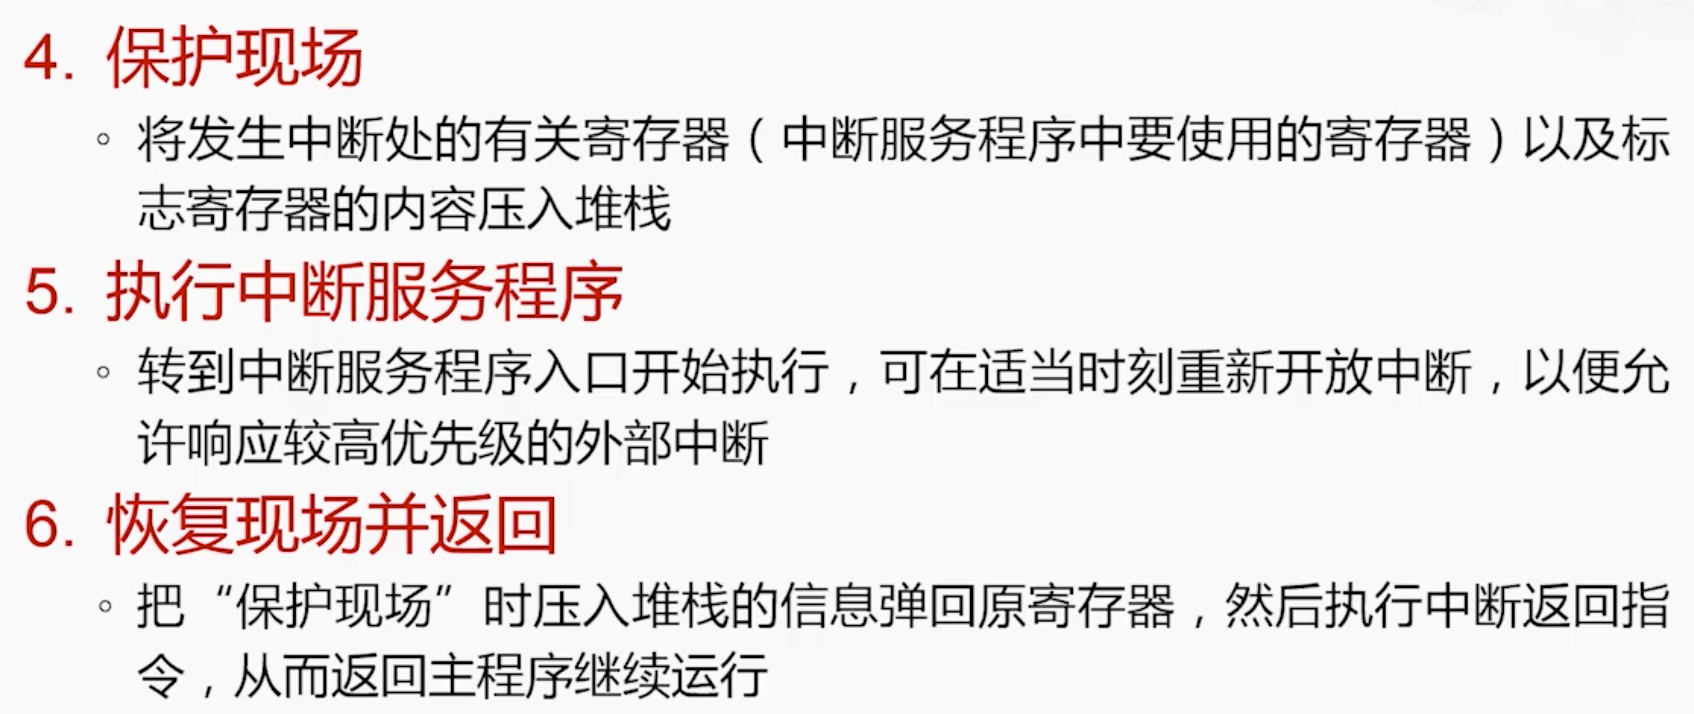 4. 保护现场
。将发生中断处的有关寄存器（中断服务程序中要使用的寄存器）以及标
志寄存器的内容压入堆栈
5. 执行中断服务程序
。转到中断服务程序入口开始执行，可在适当时刻重新开放中断，以便允
许响应较高优先级的外部中断
6. 恢复现场并返回
。把“保护现场”时压入堆栈的信息弹回原寄存器，然后执行中断返回指
令，从而返回主程序继续运行